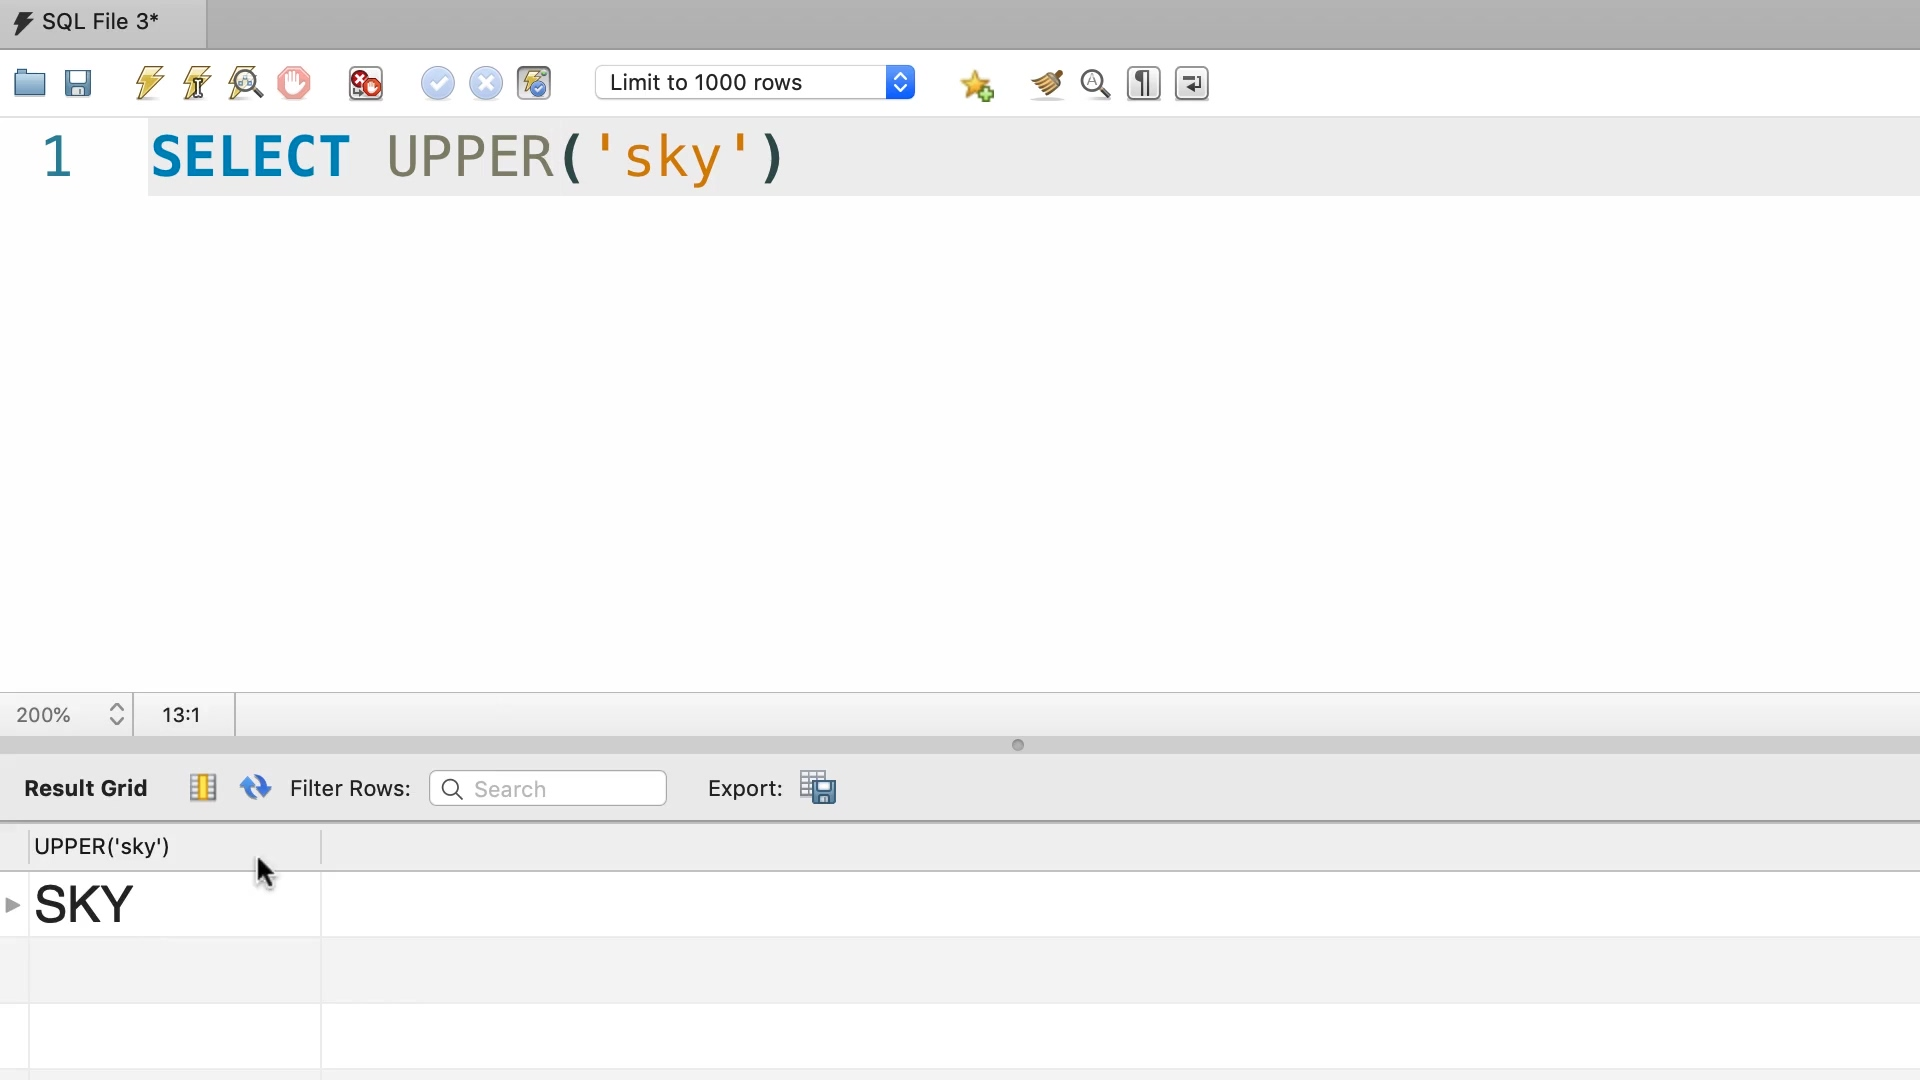 SQL File 3*
Limit to 1000 rows
1 SELECT UPPER('sky')
200% 13:1
Result Grid Filter Rows: Search Export:
UPPER('sky')
SKY